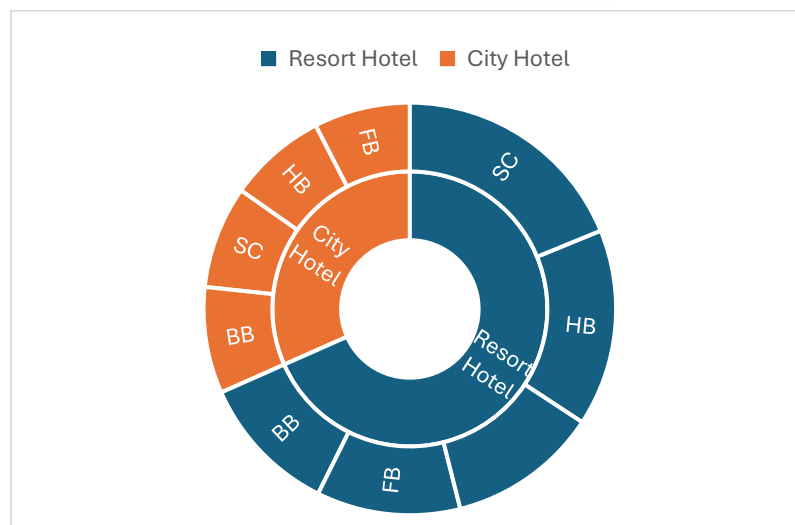 Resort Hotel
City Hotel
SC
HB
FB
BB
BB
SC
HB
FB
City
Hotel
Resort
Hotel